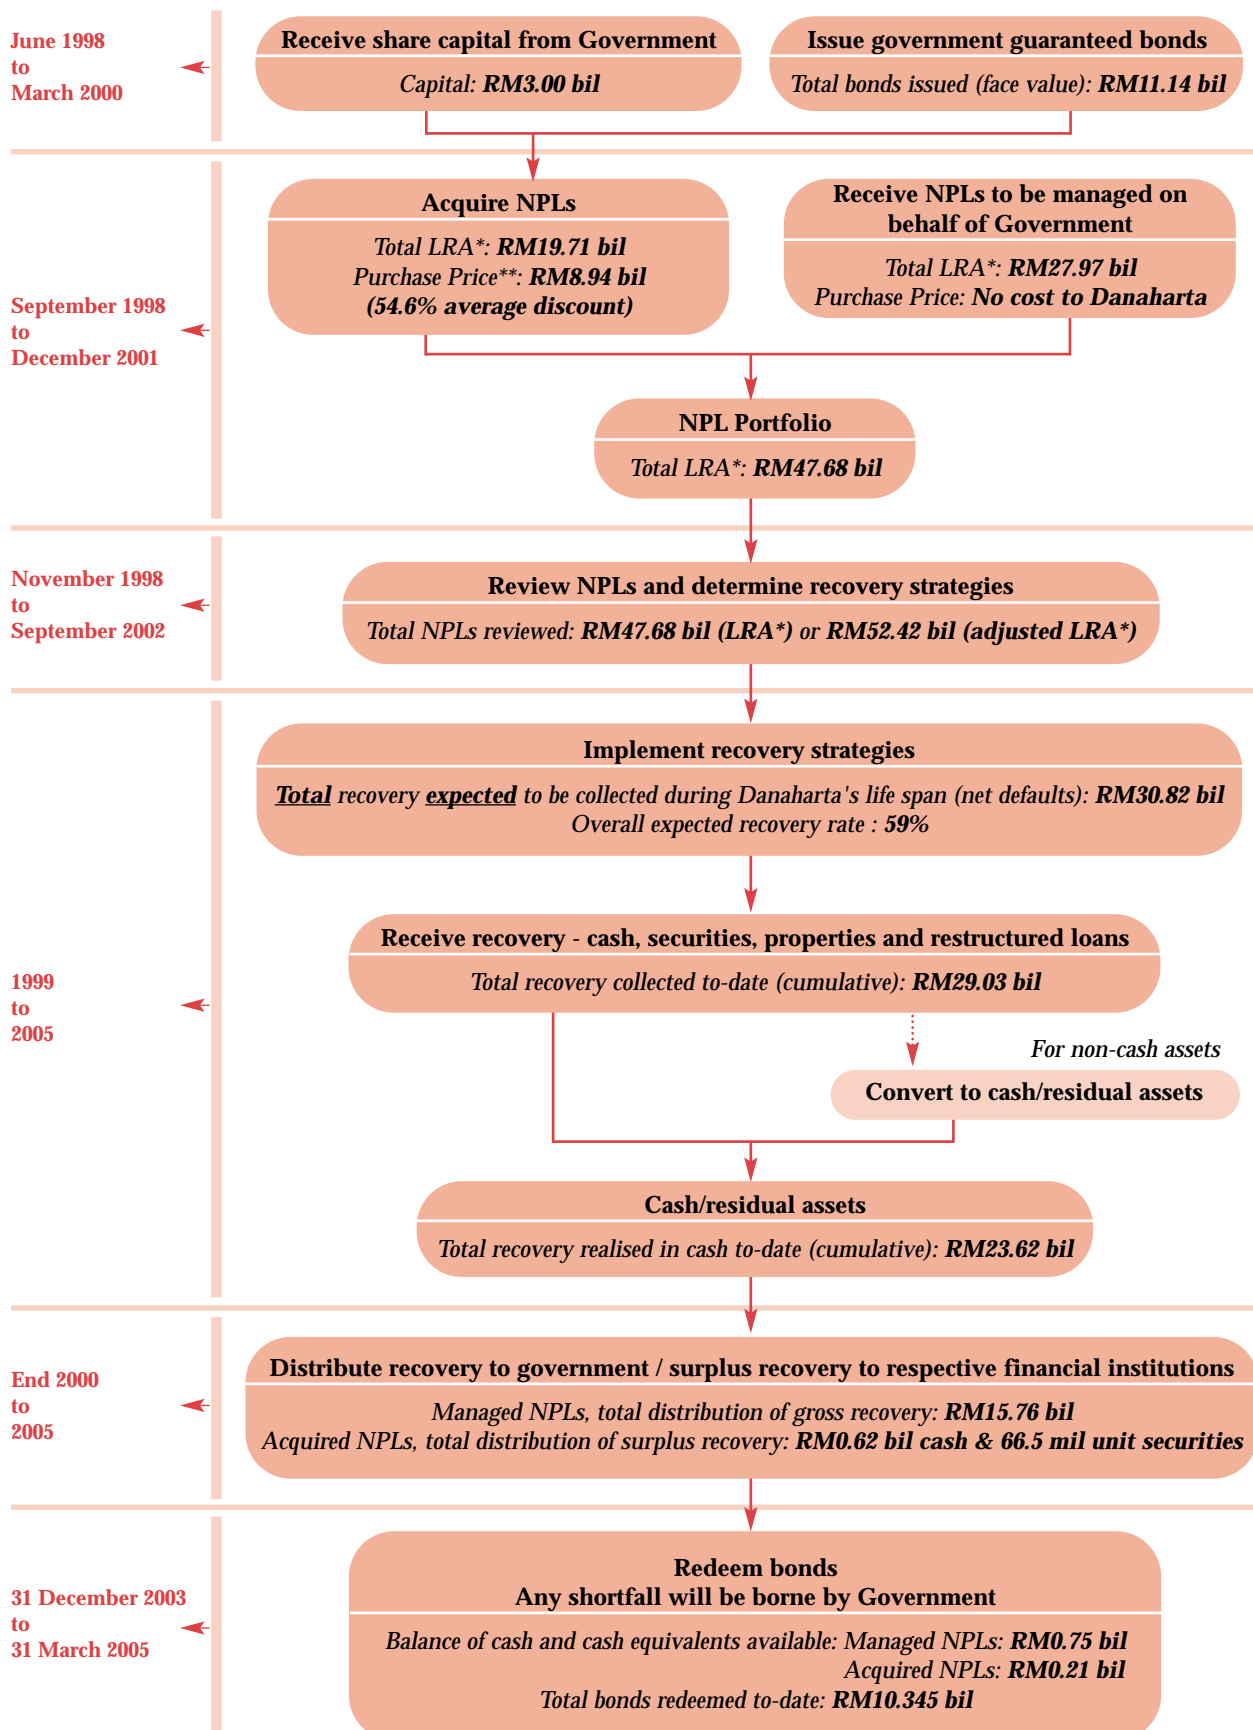 June 1998
to
March 2000
Receive share capital from Government
Capital: RM3.00 bil
Issue government guaranteed bonds
Total bonds issued (face value): RM11.14 bil
September 1998
to
December 2001
Acquire NPLs
Total LRA*: RM19.71 bil
Purchase Price**: RM8.94 bil
(54.6% average discount)
Receive NPLs to be managed on
behalf of Government
Total LRA*: RM27.97 bil
Purchase Price: No cost to Danaharta
NPL Portfolio
Total LRA*: RM47.68 bil
November 1998
to
September 2002
Review NPLs and determine recovery strategies
Total NPLs reviewed: RM47.68 bil (LRA*) or RM52.42 bil (adjusted LRA*)
1999
to
2005
Implement recovery strategies
Total recovery expected to be collected during Danaharta's life span (net defaults): RM30.82 bil
Overall expected recovery rate : 59%
Receive recovery - cash, securities, properties and restructured loans
Total recovery collected to-date (cumulative): RM29.03 bil
For non-cash assets
Convert to cash/residual assets
Cash/residual assets
Total recovery realised in cash to-date (cumulative): RM23.62 bil
End 2000
to
2005
Distribute recovery to government / surplus recovery to respective financial institutions
Managed NPLs, total distribution of gross recovery: RM15.76 bil
Acquired NPLs, total distribution of surplus recovery: RM0.62 bil cash & 66.5 mil unit securities
31 December 2003
to
31 March 2005
Redeem bonds
Any shortfall will be borne by Government
Balance of cash and cash equivalents available: Managed NPLs: RM0.75 bil
Acquired NPLs: RM0.21 bil
Total bonds redeemed to-date: RM10.345 bil